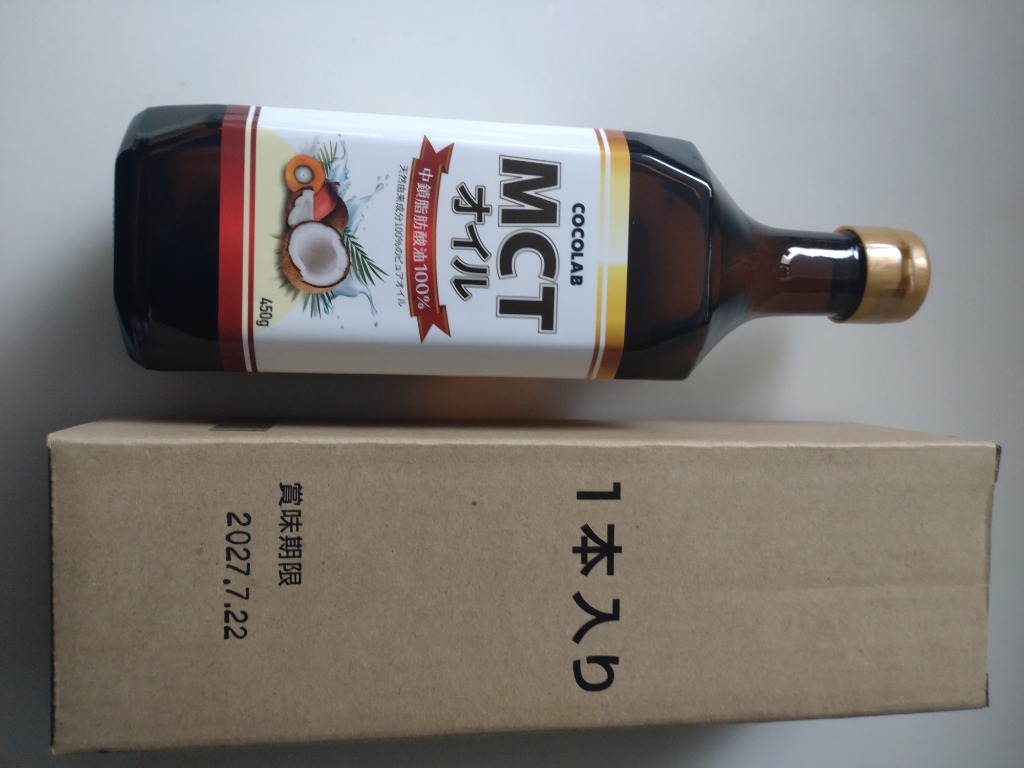 COCOLAB
MCT
オイル
中鎖脂肪酸油100%
天然由来成分100%のピュアオイル
450g
1本入り
賞味期限
2027.7.22